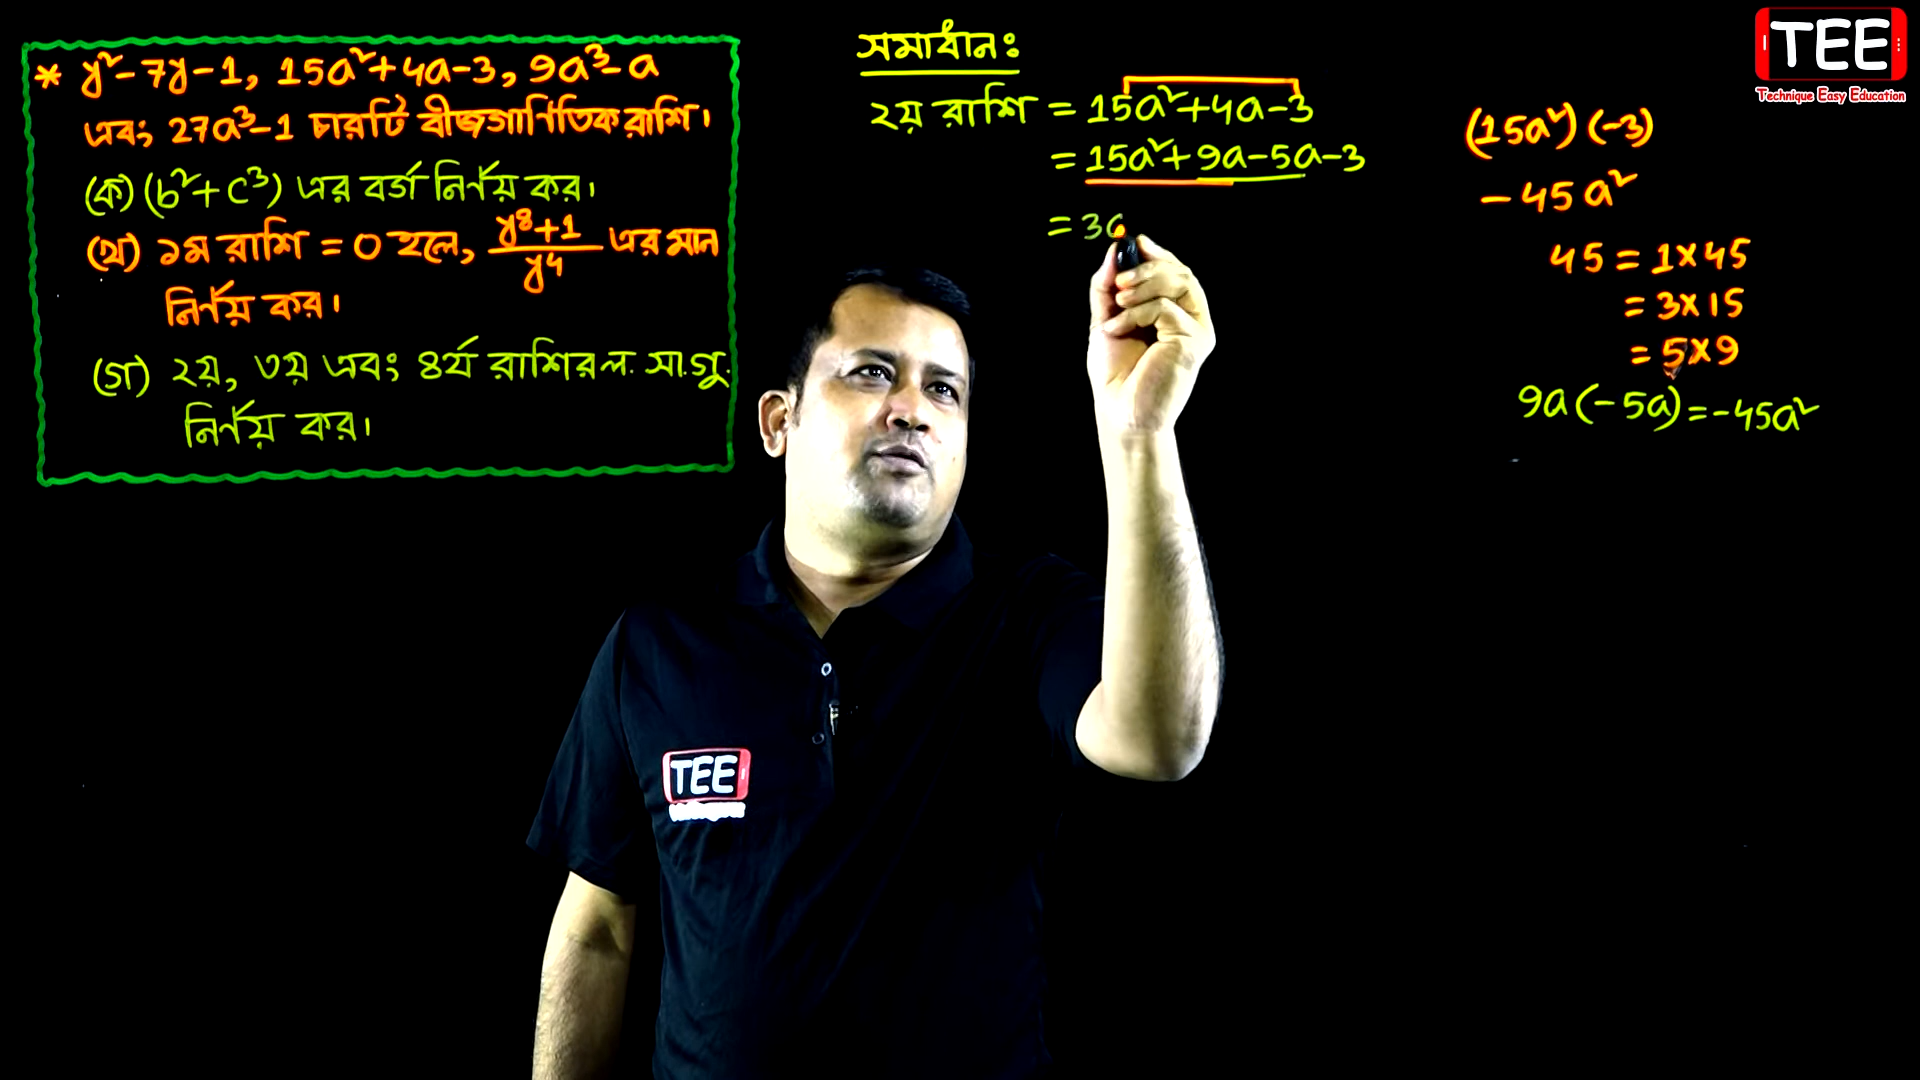 * y²-7y-1, 15a²+4a-3, 9a³-a
এবং 27a³-1 চারটি বীজগাণিতিক রাশি।
(ক) (b²+c³) এর বর্গ নির্ণয় কর।
(খ) ১ম রাশি = 0 হলে, (y⁸+1)/y⁴ এর মান
নির্ণয় কর।
(গ) ২য়, ৩য় এবং ৪র্থ রাশির ল. সা. গু.
নির্ণয় কর।
সমাধানঃ
২য় রাশি = 15a²+4a-3
= 15a²+9a-5a-3
= 3a
(15a²) (-3)
-45a²
45 = 1×45
= 3×15
= 5×9
9a(-5a)=-45a²
TEE
Technique Easy Education
TEE